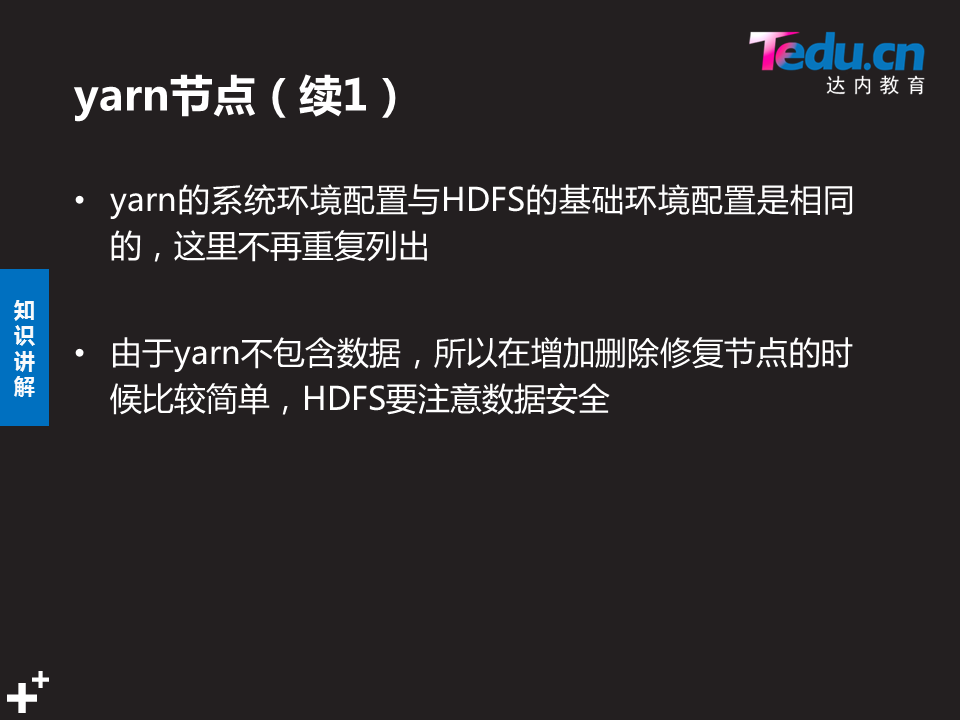 Tedu.cn
达内教育
yarn节点（续1）
• yarn的系统环境配置与HDFS的基础环境配置是相同
的，这里不再重复列出
知
识
讲
解
• 由于yarn不包含数据，所以在增加删除修复节点的时
候比较简单，HDFS要注意数据安全